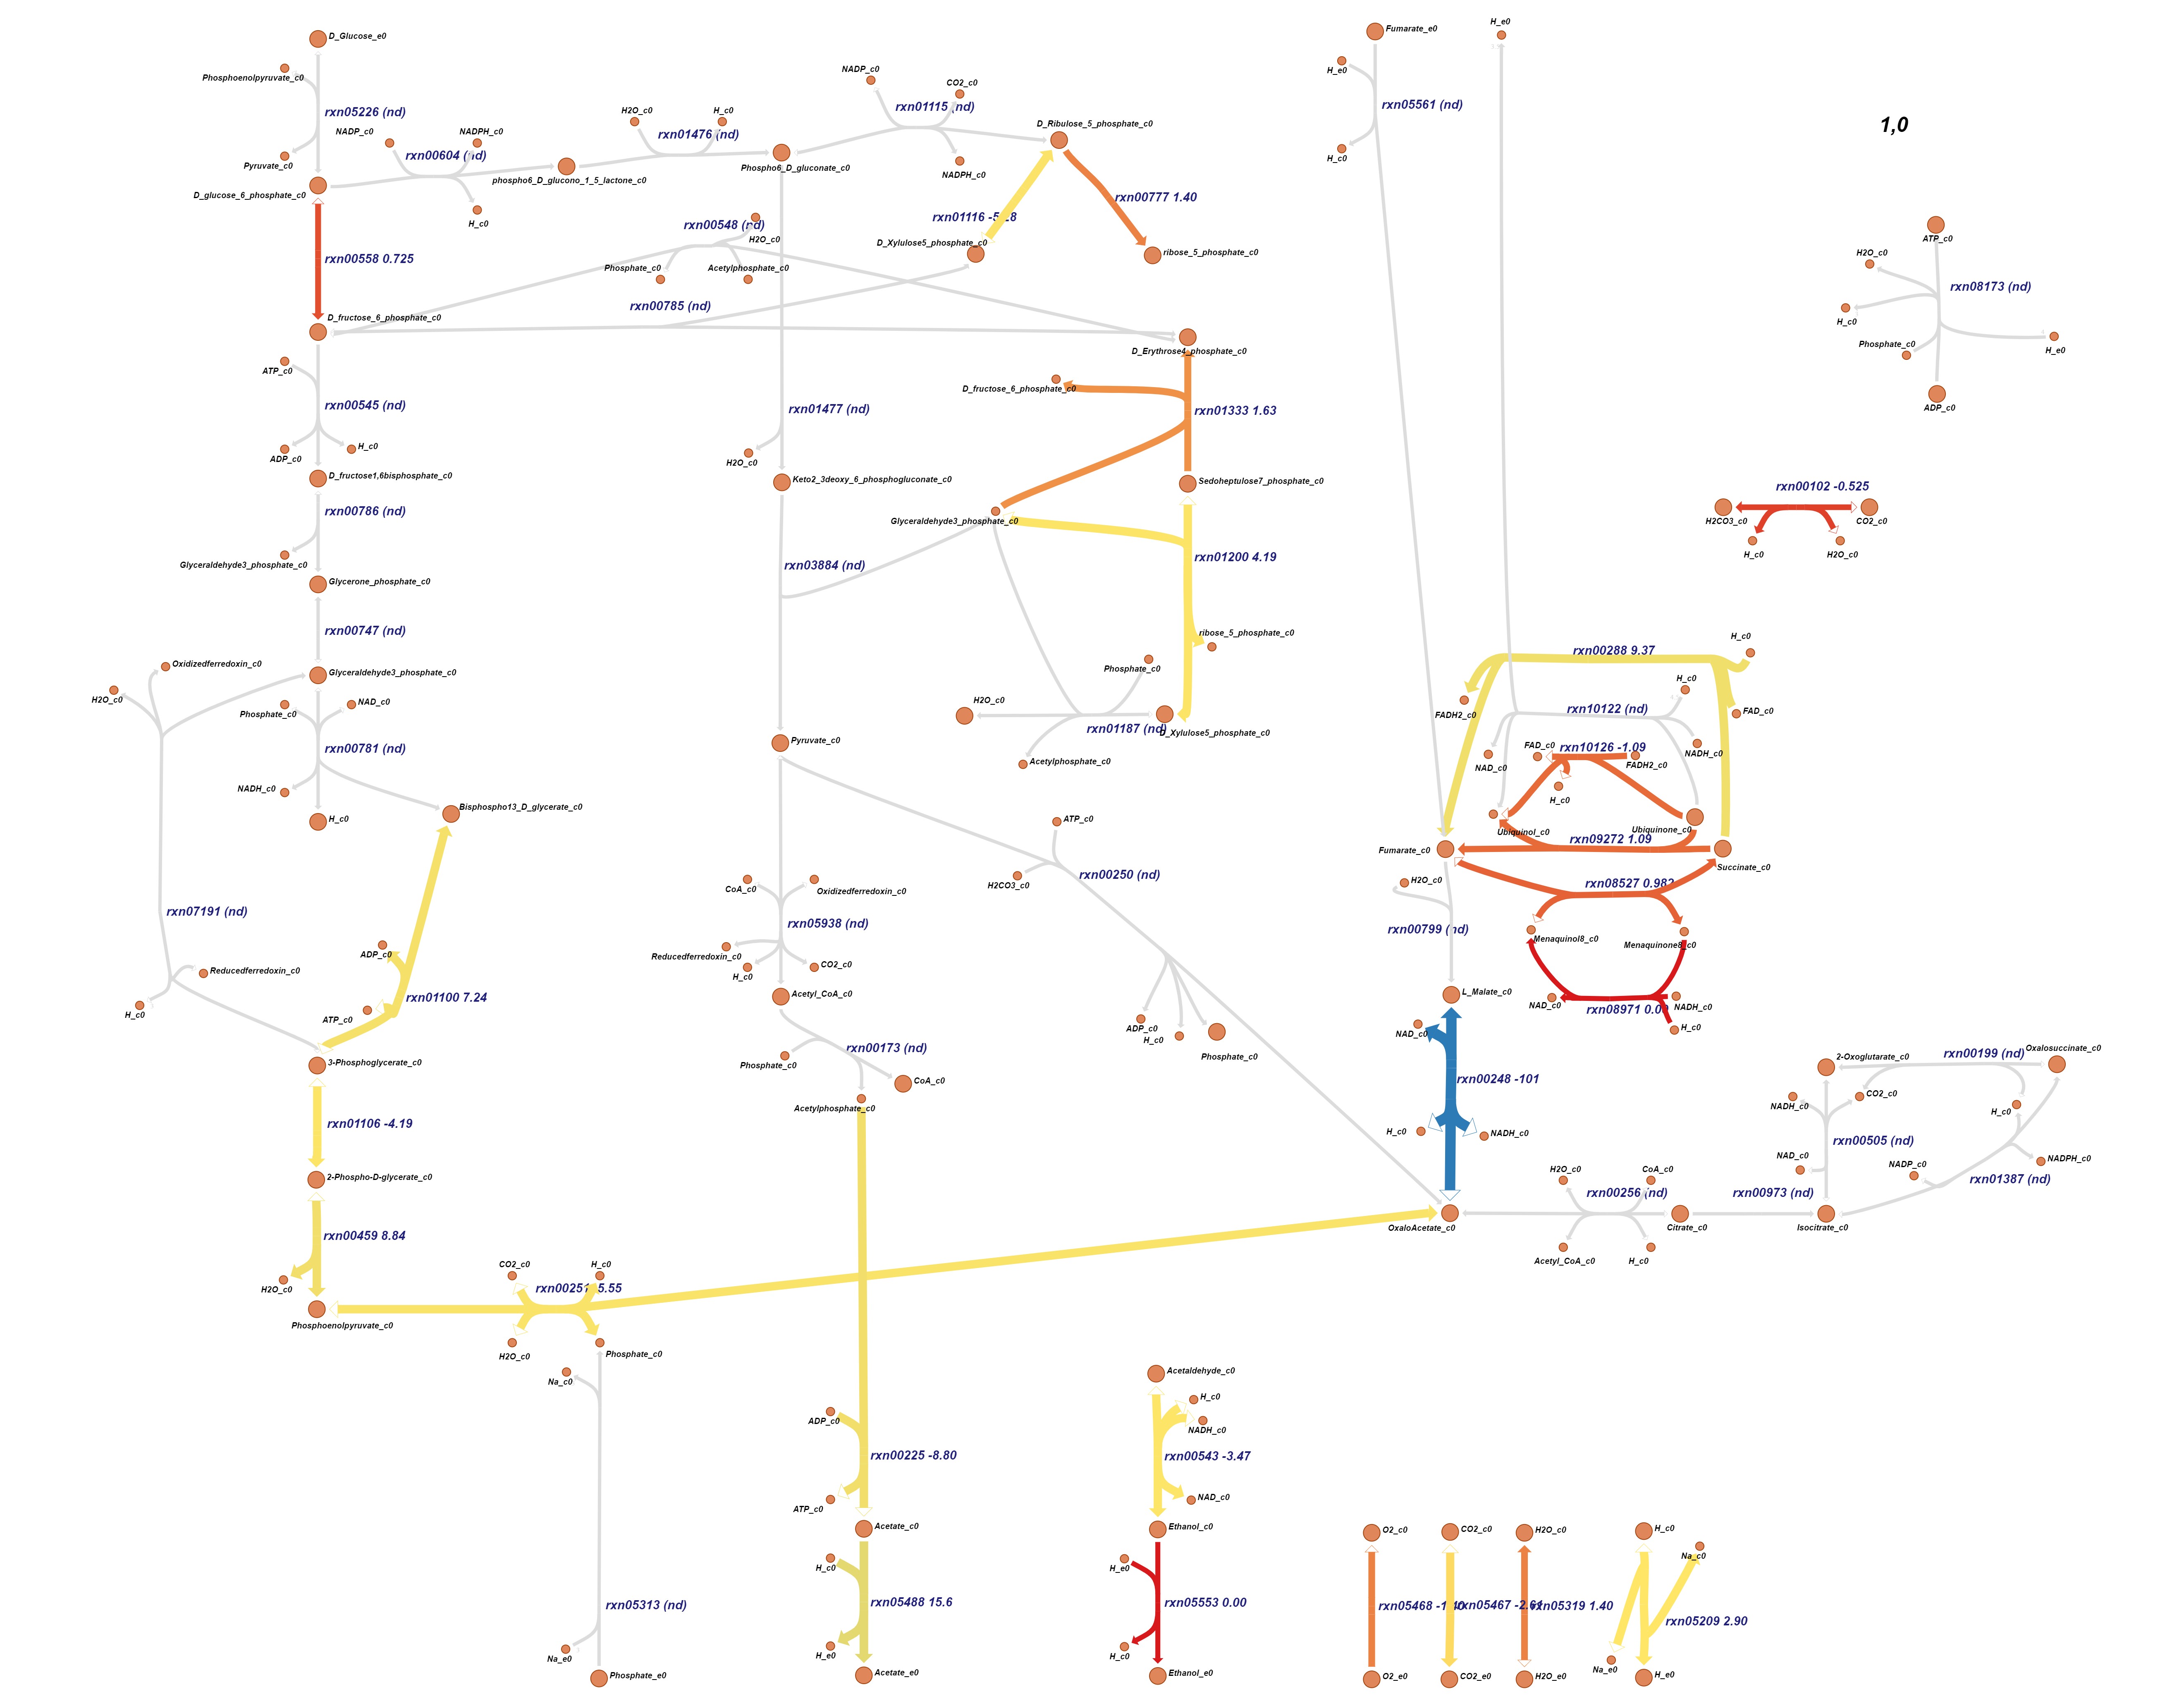 D_Glucose_e0
Phosphoenolpyruvate_c0
rxn05226 (nd)
Pyruvate_c0
D_glucose_6_phosphate_c0
NADP_c0
rxn00604 (nd)
NADPH_c0
H_c0
phospho6_D_glucono_1_5_lactone_c0
H2O_c0
rxn01476 (nd)
H_c0
Phospho6_D_gluconate_c0
NADP_c0
rxn01115 (nd)
CO2_c0
NADPH_c0
D_Ribulose_5_phosphate_c0
rxn00777 1.40
D_Xylulose5_phosphate_c0
ribose_5_phosphate_c0
rxn00548 (nd)
H2O_c0
Phosphate_c0
Acetylphosphate_c0
rxn00785 (nd)
rxn00558 0.725
D_fructose_6_phosphate_c0
ATP_c0
rxn00545 (nd)
ADP_c0
H_c0
D_fructose1,6bisphosphate_c0
rxn00786 (nd)
Glyceraldehyde3_phosphate_c0
Glycerone_phosphate_c0
rxn00747 (nd)
Oxidizedferredoxin_c0
H2O_c0
Glyceraldehyde3_phosphate_c0
Phosphate_c0
NAD_c0
rxn00781 (nd)
NADH_c0
H_c0
Bisphospho13_D_glycerate_c0
rxn07191 (nd)
Reducedferredoxin_c0
H_c0
ADP_c0
rxn01100 7.24
ATP_c0
3-Phosphoglycerate_c0
rxn01106 -4.19
2-Phospho-D-glycerate_c0
rxn00459 8.84
H2O_c0
Phosphoenolpyruvate_c0
CO2_c0
H_c0
H2O_c0
Phosphate_c0
Na_c0
rxn05313 (nd)
Na_e0
Phosphate_e0
D_Erythrose4_phosphate_c0
D_fructose_6_phosphate_c0
rxn01333 1.63
rxn01477 (nd)
H2O_c0
Keto2_3deoxy_6_phosphogluconate_c0
Sedoheptulose7_phosphate_c0
Glyceraldehyde3_phosphate_c0
rxn03884 (nd)
rxn01200 4.19
ribose_5_phosphate_c0
Phosphate_c0
H2O_c0
rxn01187 (nd)
D_Xylulose5_phosphate_c0
Acetylphosphate_c0
Pyruvate_c0
ATP_c0
H2CO3_c0
rxn00250 (nd)
CoA_c0
Oxidizedferredoxin_c0
rxn05938 (nd)
Reducedferredoxin_c0
H_c0
CO2_c0
Acetyl_CoA_c0
ADP_c0
H_c0
Phosphate_c0
rxn00173 (nd)
Phosphate_c0
CoA_c0
Acetylphosphate_c0
ADP_c0
rxn00225 -8.80
ATP_c0
Acetate_c0
H_c0
rxn05488 15.6
H_e0
Acetate_e0
Acetaldehyde_c0
H_c0
NADH_c0
rxn00543 -3.47
NAD_c0
Ethanol_c0
H_e0
rxn05553 0.00
H_c0
Ethanol_e0
Fumarate_e0
H_e0
H_e0
rxn05561 (nd)
H_c0
1,0
ATP_c0
H2O_c0
rxn08173 (nd)
H_c0
Phosphate_c0
H_e0
ADP_c0
rxn00102 -0.525
H2CO3_c0
CO2_c0
H_c0
H2O_c0
H_c0
rxn00288 9.37
H_c0
FADH2_c0
rxn10122 (nd)
FAD_c0
FAD_c0
rxn10126 -1.09
NADH_c0
NAD_c0
FADH2_c0
H_c0
Ubiquinol_c0
Ubiquinone_c0
rxn09272 1.09
Fumarate_c0
Succinate_c0
H2O_c0
rxn08527 0.982
rxn00799 (nd)
Menaquinol8_c0
Menaquinone8_c0
L_Malate_c0
NAD_c0
NADH_c0
rxn08971 0.00
H_c0
NAD_c0
rxn00248 -101
H_c0
NADH_c0
2-Oxoglutarate_c0
rxn00199 (nd)
Oxalosuccinate_c0
NADH_c0
CO2_c0
H_c0
rxn00505 (nd)
NAD_c0
NADP_c0
NADPH_c0
rxn01387 (nd)
H2O_c0
CoA_c0
rxn00256 (nd)
rxn00973 (nd)
OxaloAcetate_c0
Citrate_c0
Isocitrate_c0
Acetyl_CoA_c0
H_c0
O2_c0
CO2_c0
H2O_c0
H_c0
Na_c0
rxn05468 -1.40
rxn05467 -2.61
rxn05319 1.40
rxn05209 2.90
Na_e0
O2_e0
CO2_e0
H2O_e0
H_e0